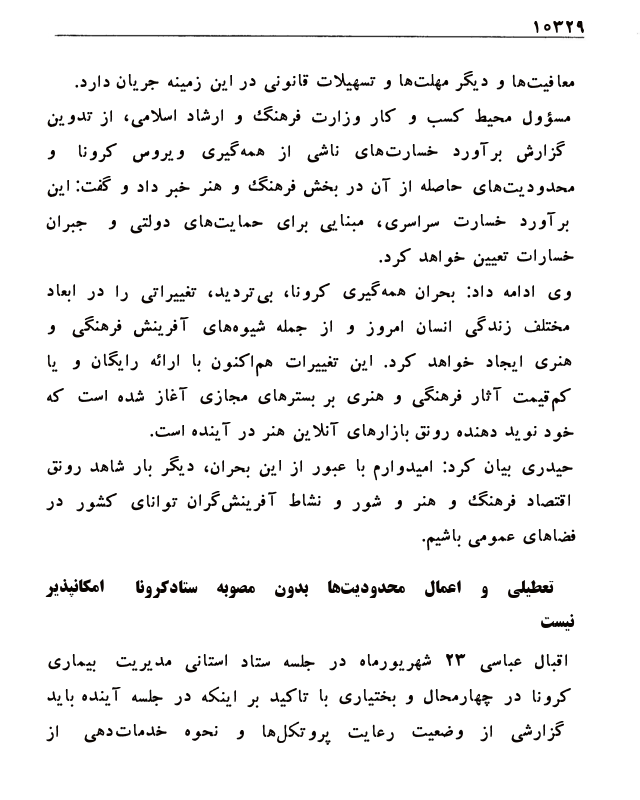 ۱۰۳۲۹
معافیت‌ها و دیگر مهلت‌ها و تسهیلات قانونی در این زمینه جریان دارد.
مسؤول محیط کسب و کار وزارت فرهنگ و ارشاد اسلامی، از تدوین
گزارش برآورد خسارت‌های ناشی از همه‌گیری ویروس کرونا و
محدودیت‌های حاصله از آن در بخش فرهنگ و هنر خبر داد و گفت: این
برآورد خسارت سراسری، مبنایی برای حمایت‌های دولتی و جبران
خسارات تعیین خواهد کرد.
وی ادامه داد: بحران همه‌گیری کرونا، بی‌تردید، تغییراتی را در ابعاد
مختلف زندگی انسان امروز و از جمله شیوه‌های آفرینش فرهنگی و
هنری ایجاد خواهد کرد. این تغییرات هم‌اکنون با ارائه رایگان و یا
کم‌قیمت آثار فرهنگی و هنری بر بسترهای مجازی آغاز شده است که
خود نوید دهنده رونق بازارهای آنلاین هنر در آینده است.
حیدری بیان کرد: امیدوارم با عبور از این بحران، دیگر بار شاهد رونق
اقتصاد فرهنگ و هنر و شور و نشاط آفرینش‌گران توانای کشور در
فضاهای عمومی باشیم.
تعطیلی و اعمال محدودیت‌ها بدون مصوبه ستادکرونا امکانپذیر
نیست
اقبال عباسی ۲۳ شهریورماه در جلسه ستاد استانی مدیریت بیماری
کرونا در چهارمحال و بختیاری با تاکید بر اینکه در جلسه آینده باید
گزارشی از وضعیت رعایت پروتکل‌ها و نحوه خدمات‌دهی از